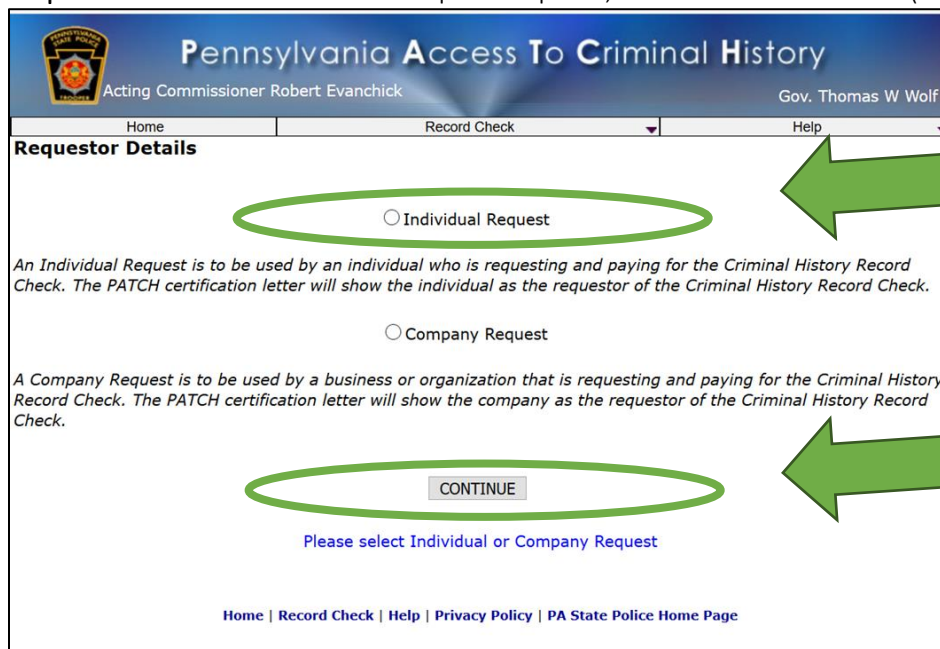 Pennsylvania Access To Criminal History
Acting Commissioner Robert Evanchick
Gov. Thomas W Wolf
Home Record Check Help
Requestor Details
Individual Request
An Individual Request is to be used by an individual who is requesting and paying for the Criminal History Record
Check. The PATCH certification letter will show the individual as the requestor of the Criminal History Record Check.
Company Request
A Company Request is to be used by a business or organization that is requesting and paying for the Criminal History
Record Check. The PATCH certification letter will show the company as the requestor of the Criminal History Record
Check.
CONTINUE
Please select Individual or Company Request
Home | Record Check | Help | Privacy Policy | PA State Police Home Page